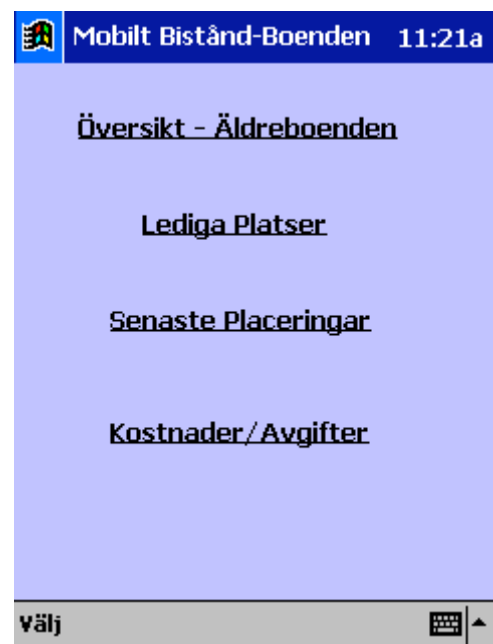 Mobilt Bistånd-Boenden 11:21a
Översikt - Äldreboenden
Lediga Platser
Senaste Placeringar
Kostnader/Avgifter
Välj